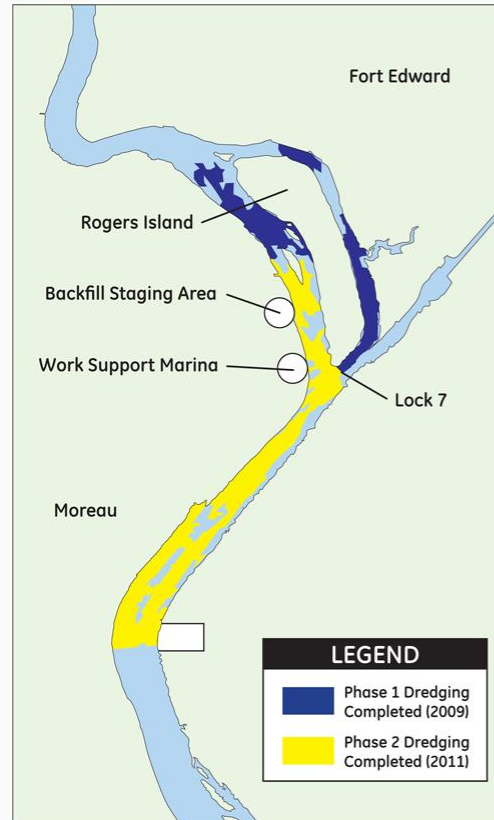 Fort Edward
Rogers Island
Backfill Staging Area
Work Support Marina
Lock 7
Moreau
LEGEND
Phase 1 Dredging
Completed (2009)
Phase 2 Dredging
Completed (2011)